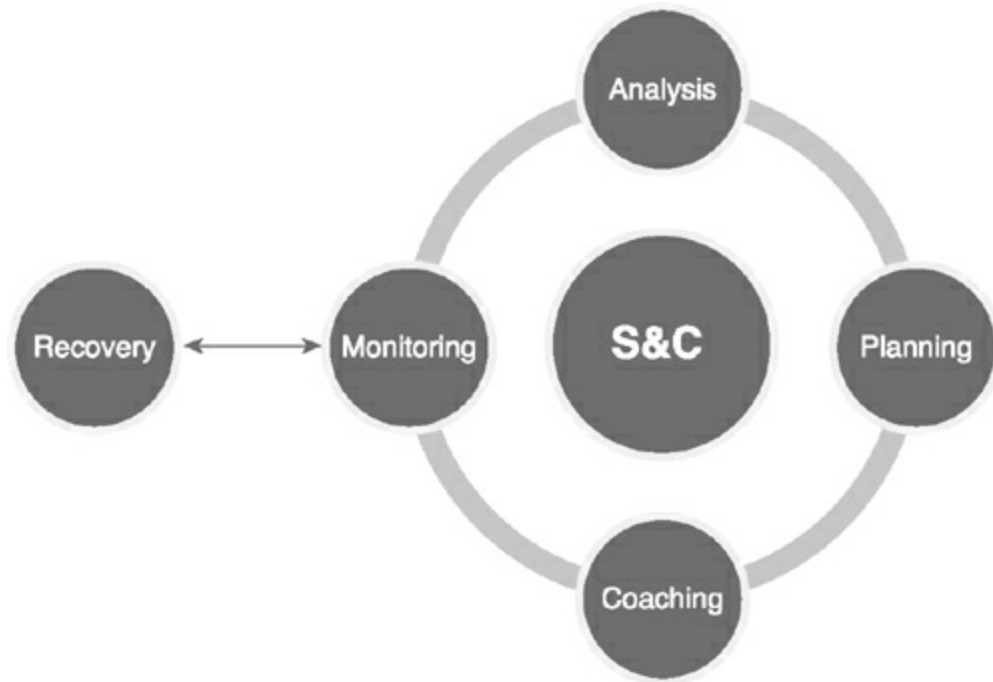 Analysis
Recovery
Monitoring
S&C
Planning
Coaching